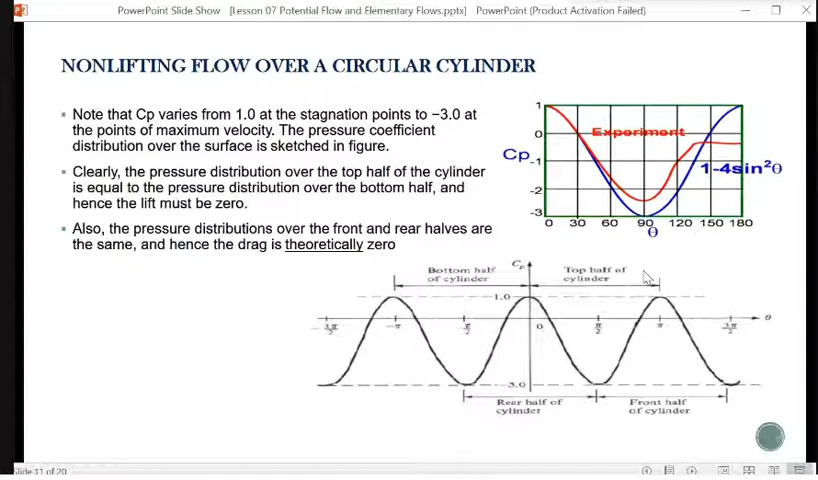 PowerPoint Slide Show [Lesson 07 Potential Flow and Elementary Flows.pptx] PowerPoint (Product Activation Failed)
NONLIFTING FLOW OVER A CIRCULAR CYLINDER
▪ Note that Cp varies from 1.0 at the stagnation points to −3.0 at
the points of maximum velocity. The pressure coefficient
distribution over the surface is sketched in figure.
▪ Clearly, the pressure distribution over the top half of the cylinder
is equal to the pressure distribution over the bottom half, and
hence the lift must be zero.
▪ Also, the pressure distributions over the front and rear halves are
the same, and hence the drag is theoretically zero
1
0
-1
-2
-3
Cp
Experiment
1-4sin²Θ
0 30 60 90 120 150 180
Θ
Bottom half
of cylinder
Cp
Top half of
cylinder
1.0
3π/2 −π π/2 0 π/2 π 3π/2 θ
−3.0
Rear half of
cylinder
Front half
of cylinder
Slide 11 of 20